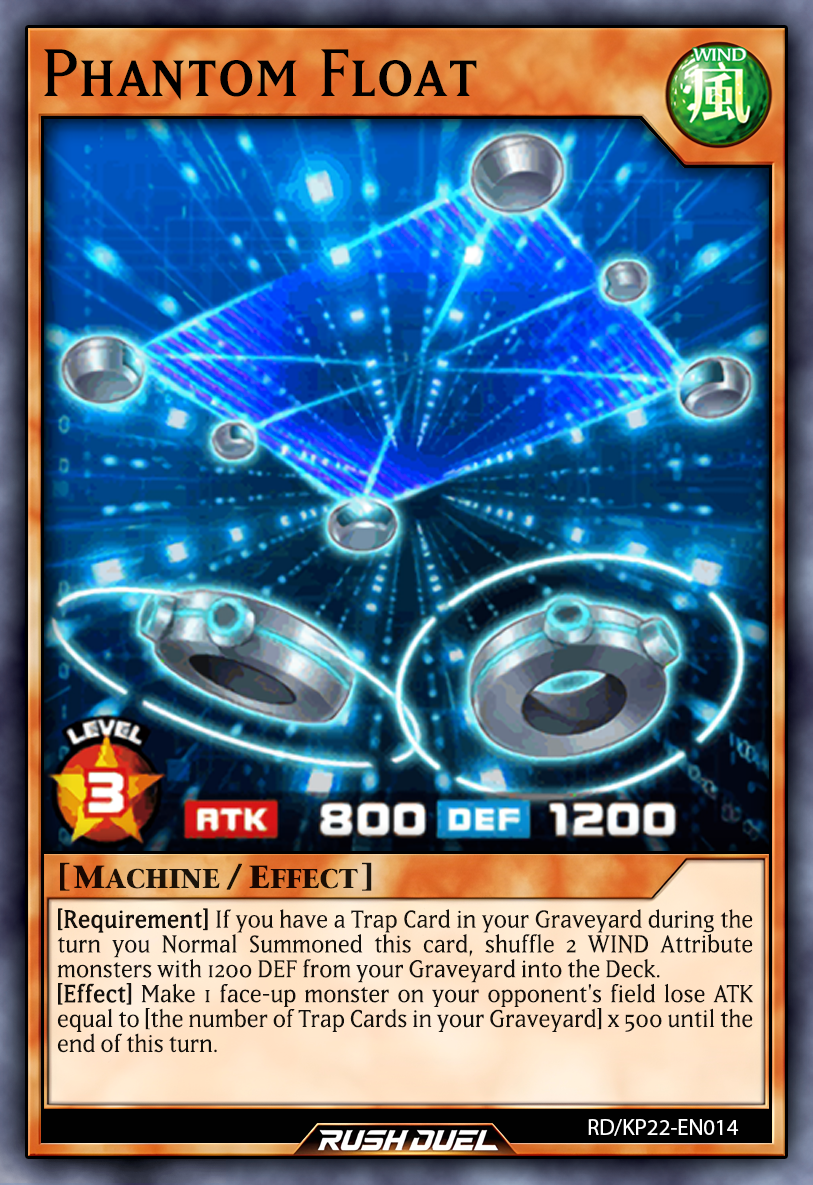 Phantom Float
WIND
風
LEVEL
3
ATK 800 DEF 1200
[Machine / Effect]
[Requirement] If you have a Trap Card in your Graveyard during the
turn you Normal Summoned this card, shuffle 2 WIND Attribute
monsters with 1200 DEF from your Graveyard into the Deck.
[Effect] Make 1 face-up monster on your opponent's field lose ATK
equal to [the number of Trap Cards in your Graveyard] x 500 until the
end of this turn.
RUSH DUEL
RD/KP22-EN014